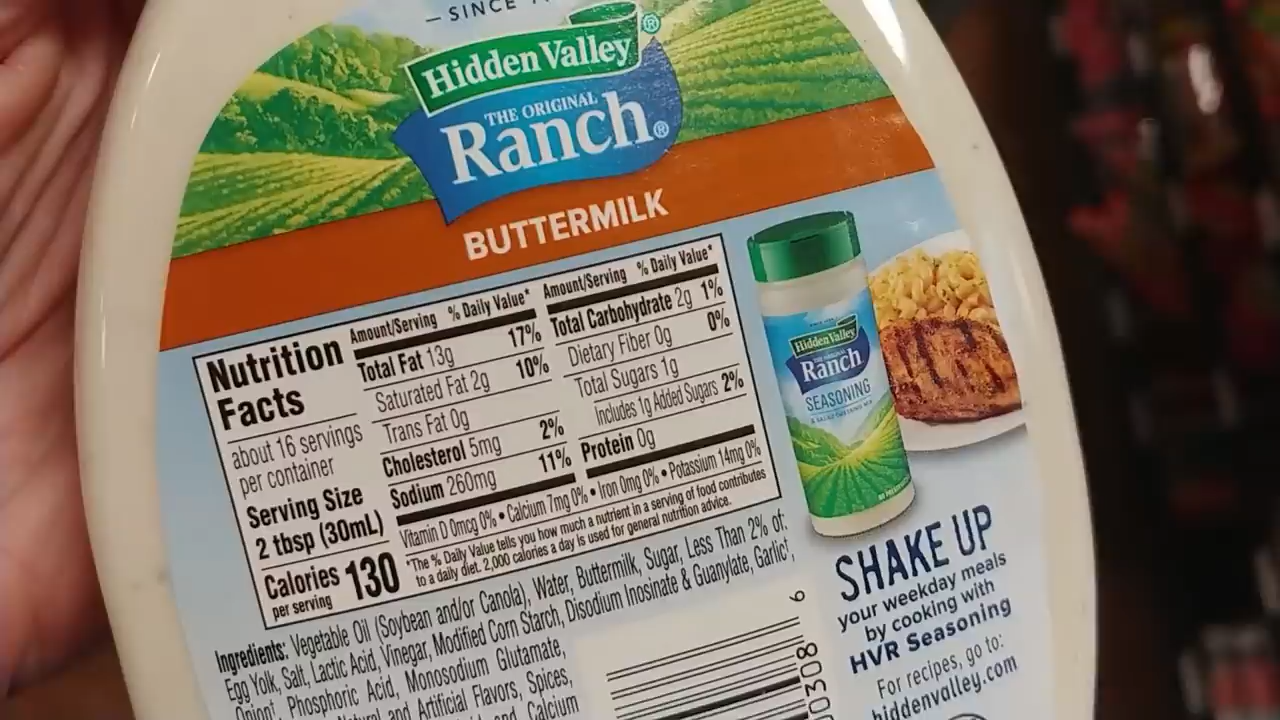 — SINCE
Hidden Valley®
THE ORIGINAL
Ranch®
BUTTERMILK
Nutrition
Facts
about 16 servings
per container
Serving Size
2 tbsp (30mL)
Calories 130
per serving
Amount/Serving % Daily Value*
Total Fat 13g 17%
Saturated Fat 2g 10%
Trans Fat 0g
Cholesterol 5mg 2%
Sodium 260mg 11%
Amount/Serving % Daily Value*
Total Carbohydrate 2g 1%
Dietary Fiber 0g 0%
Total Sugars 1g
Includes 1g Added Sugars 2%
Protein 0g
Vitamin D 0mcg 0% • Calcium 7mg 0% • Iron 0mg 0% • Potassium 14mg 0%
*The % Daily Value tells you how much a nutrient in a serving of food contributes
to a daily diet. 2,000 calories a day is used for general nutrition advice.
Ingredients: Vegetable Oil (Soybean and/or Canola), Water, Buttermilk, Sugar, Less Than 2% of:
Egg Yolk, Salt, Lactic Acid, Vinegar, Modified Corn Starch, Disodium Inosinate & Guanylate, Garlic†,
Onion†, Phosphoric Acid, Monosodium Glutamate,
Natural and Artificial Flavors, Spices,
and Calcium
00308 6
Hidden Valley
THE ORIGINAL
Ranch
SEASONING
SHAKE UP
your weekday meals
by cooking with
HVR Seasoning
For recipes, go to:
hiddenvalley.com